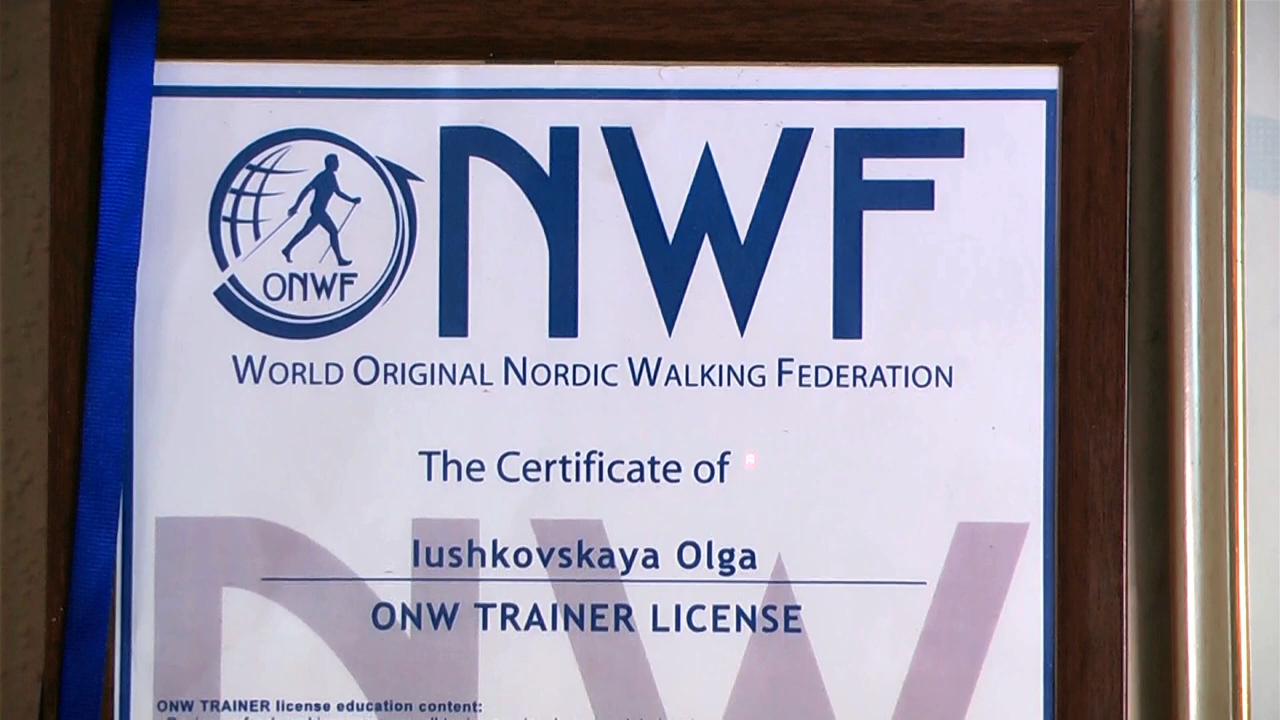 ONWF
ONWF
WORLD ORIGINAL NORDIC WALKING FEDERATION
The Certificate of
Iushkovskaya Olga
ONW TRAINER LICENSE
ONW TRAINER license education content: